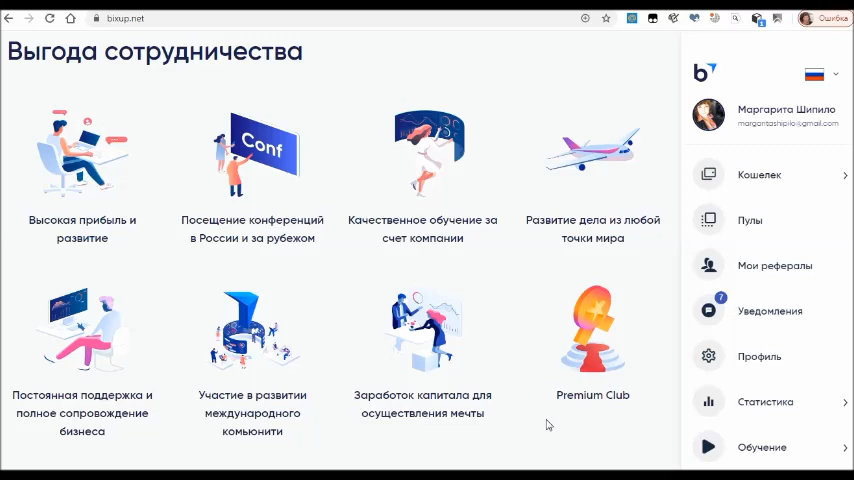 bixup.net
Ошибка
Выгода сотрудничества
Conf
Высокая прибыль и
развитие
Посещение конференций
в России и за рубежом
Качественное обучение за
счет компании
Развитие дела из любой
точки мира
Постоянная поддержка и
полное сопровождение
бизнеса
Участие в развитии
международного
комьюнити
Заработок капитала для
осуществления мечты
Premium Club
b
Маргарита Шипило
margaritashipilo@gmail.com
Кошелек
Пулы
Мои рефералы
7
Уведомления
Профиль
Статистика
Обучение